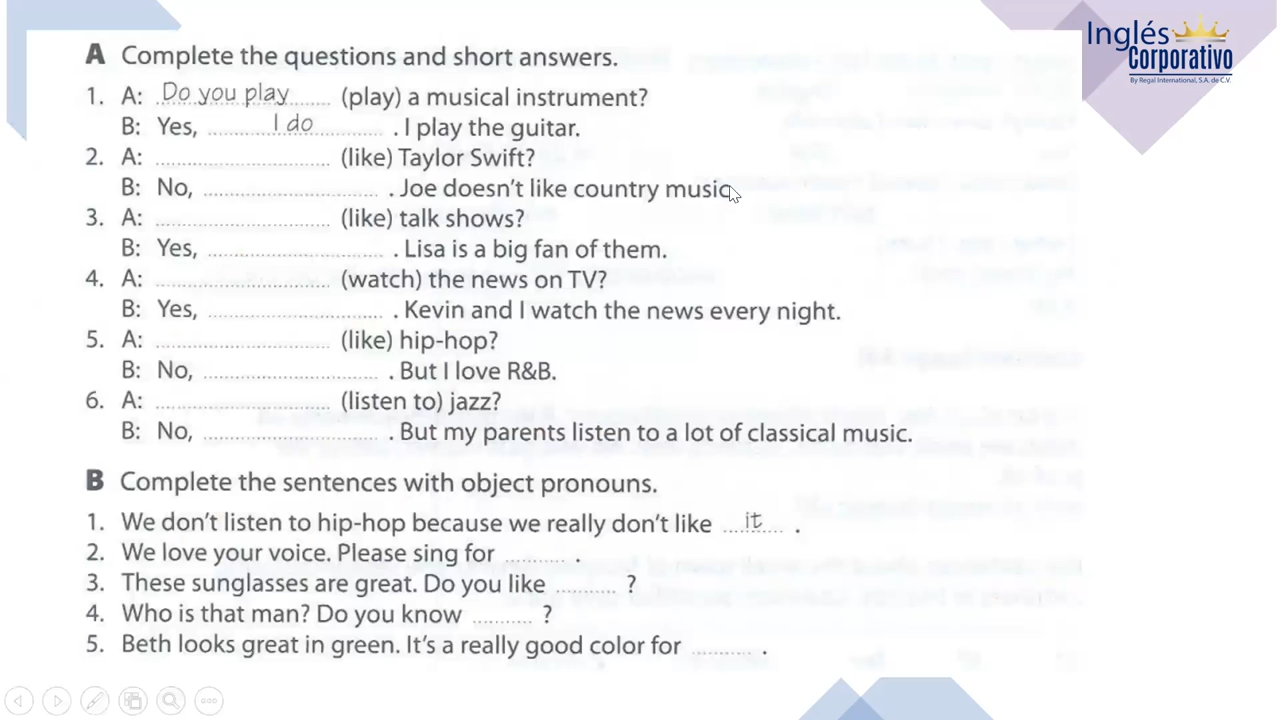 Inglés
Corporativo
By Regal International, S.A. de C.V.
A Complete the questions and short answers.
1. A: Do you play (play) a musical instrument?
B: Yes, I do . I play the guitar.
2. A: (like) Taylor Swift?
B: No, . Joe doesn't like country music.
3. A: (like) talk shows?
B: Yes, . Lisa is a big fan of them.
4. A: (watch) the news on TV?
B: Yes, . Kevin and I watch the news every night.
5. A: (like) hip-hop?
B: No, . But I love R&B.
6. A: (listen to) jazz?
B: No, . But my parents listen to a lot of classical music.
B Complete the sentences with object pronouns.
1. We don't listen to hip-hop because we really don't like it .
2. We love your voice. Please sing for .
3. These sunglasses are great. Do you like ?
4. Who is that man? Do you know ?
5. Beth looks great in green. It's a really good color for .